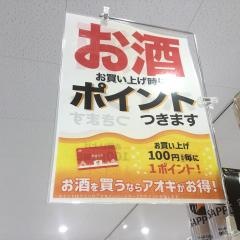 お酒
お買い上げ時に
ポイント
つきます
お買い上げ
100円毎に
1ポイント!
お酒を買うならアオキがお得!